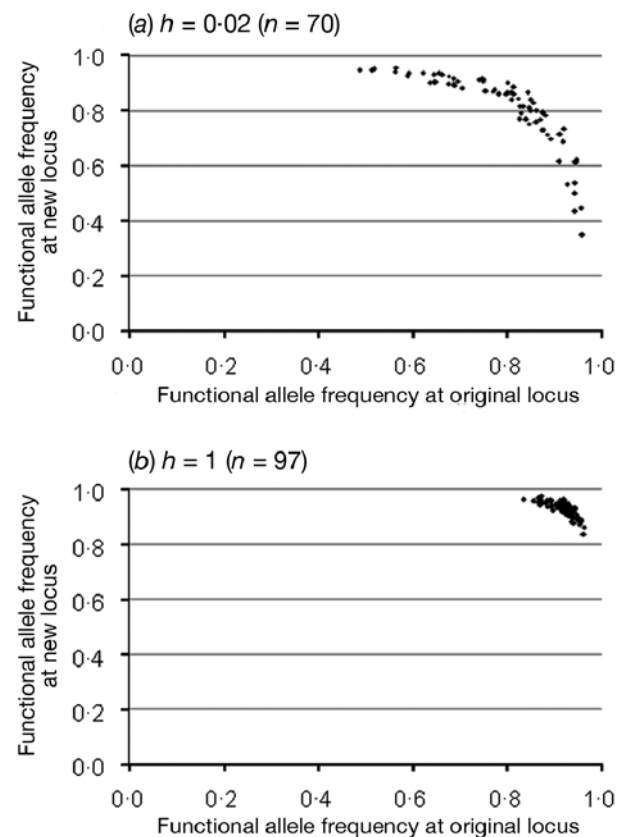 (a) h = 0·02 (n = 70)
Functional allele frequency
at new locus
1·0
0·8
0·6
0·4
0·2
0·0
0·0 0·2 0·4 0·6 0·8 1·0
Functional allele frequency at original locus
(b) h = 1 (n = 97)
Functional allele frequency
at new locus
1·0
0·8
0·6
0·4
0·2
0·0
0·0 0·2 0·4 0·6 0·8 1·0
Functional allele frequency at original locus